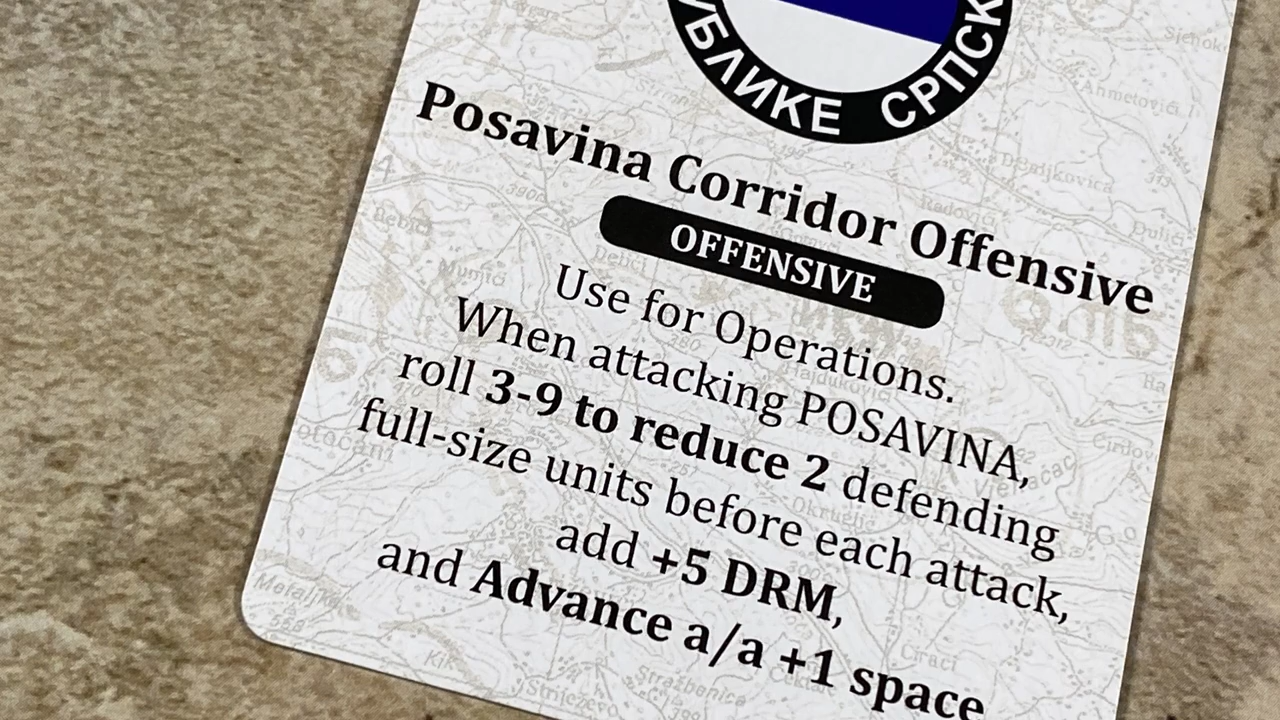 БЛИКЕ СРПСК
Posavina Corridor Offensive
OFFENSIVE
Use for Operations.
When attacking POSAVINA,
roll 3-9 to reduce 2 defending
full-size units before each attack,
add +5 DRM,
and Advance a/a +1 space